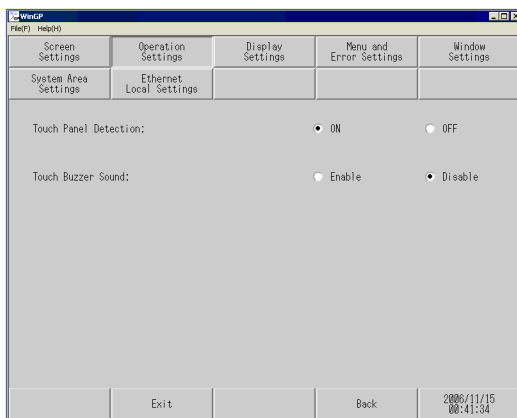 WinGP
File(F) Help(H)
Screen Settings
Operation Settings
Display Settings
Menu and Error Settings
Window Settings
System Area Settings
Ethernet Local Settings
Touch Panel Detection: ON OFF
Touch Buzzer Sound: Enable Disable
Exit Back 2006/11/15
00:41:34